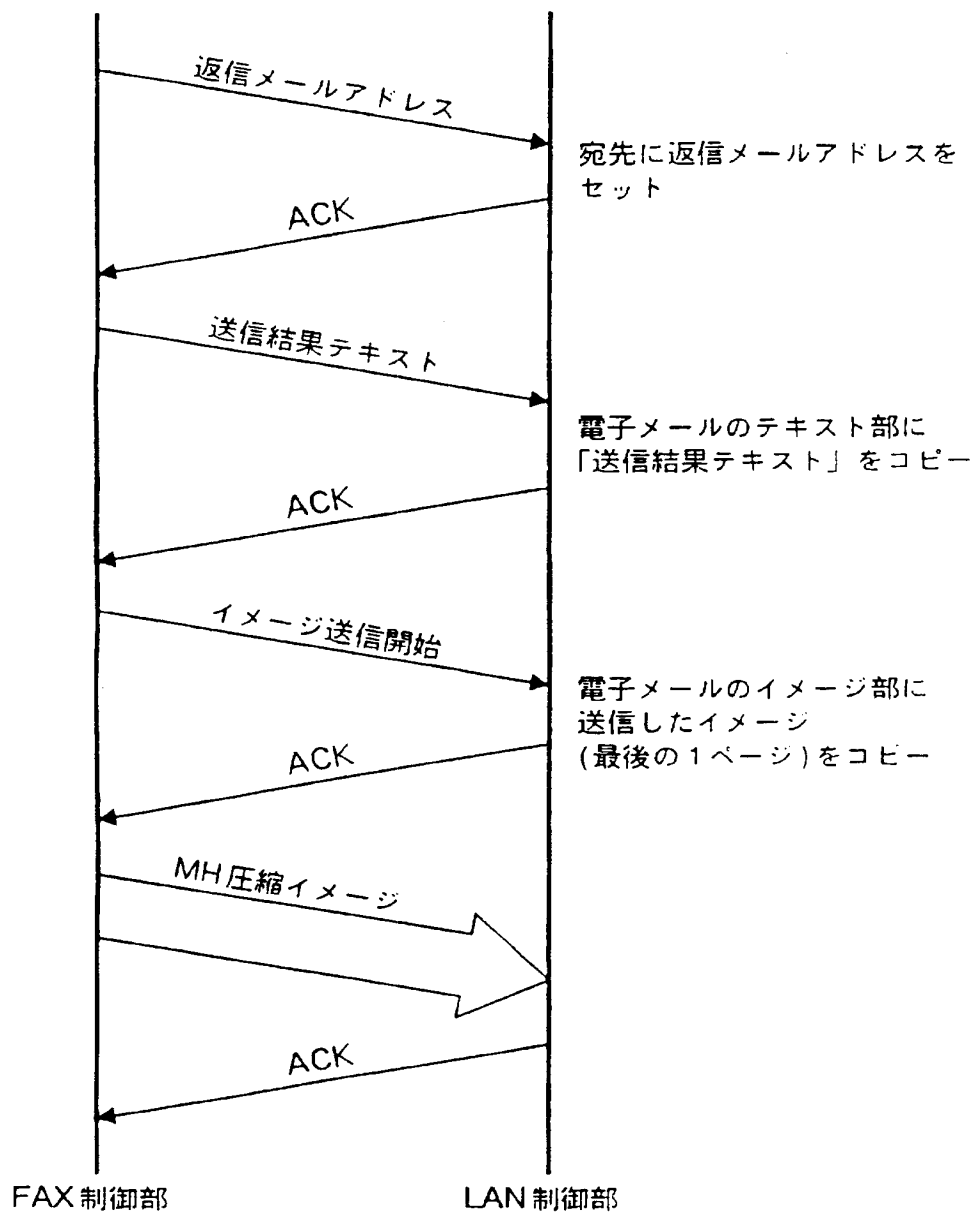 返信メールアドレス
宛先に返信メールアドレスを
セット
ACK
送信結果テキスト
電子メールのテキスト部に
「送信結果テキスト」をコピー
ACK
イメージ送信開始
電子メールのイメージ部に
送信したイメージ
(最後の1ページ)をコピー
ACK
MH圧縮イメージ
ACK
FAX制御部
LAN制御部